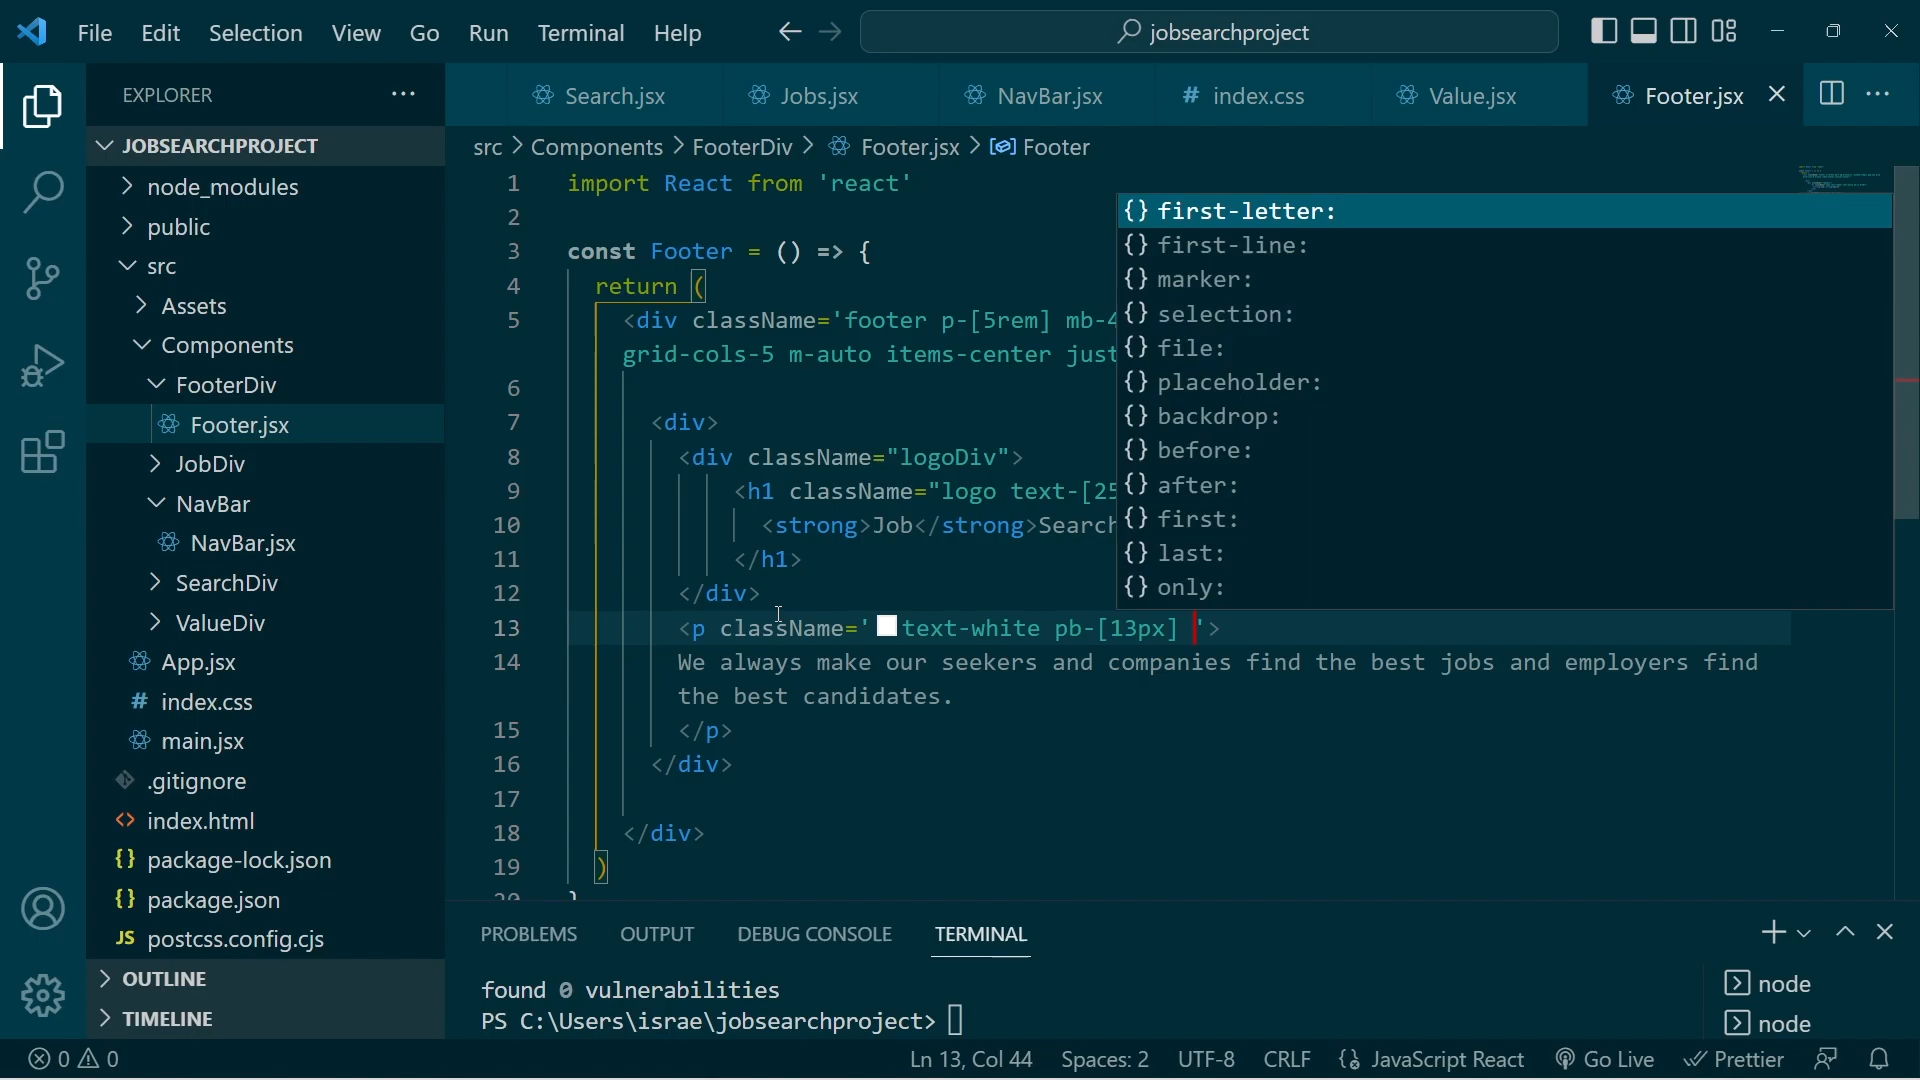 File Edit Selection View Go Run Terminal Help
jobsearchproject
EXPLORER
Search.jsx Jobs.jsx NavBar.jsx # index.css Value.jsx Footer.jsx
JOBSEARCHPROJECT
node_modules
public
src
Assets
Components
FooterDiv
Footer.jsx
JobDiv
NavBar
NavBar.jsx
SearchDiv
ValueDiv
App.jsx
# index.css
main.jsx
.gitignore
<> index.html
{} package-lock.json
{} package.json
JS postcss.config.cjs
OUTLINE
TIMELINE
src > Components > FooterDiv > Footer.jsx > Footer
1 import React from 'react'
2
3 const Footer = () => {
4 return (
5 <div className='footer p-[5rem] mb-4
grid-cols-5 m-auto items-center just
6
7 <div>
8 <div className="logoDiv">
9 <h1 className="logo text-[25
10 <strong>Job</strong>Search
11 </h1>
12 </div>
13 <p className='text-white pb-[13px] '>
14 We always make our seekers and companies find the best jobs and employers find
the best candidates.
15 </p>
16 </div>
17
18 </div>
19 )
20 }
{} first-letter:
{} first-line:
{} marker:
{} selection:
{} file:
{} placeholder:
{} backdrop:
{} before:
{} after:
{} first:
{} last:
{} only:
PROBLEMS OUTPUT DEBUG CONSOLE TERMINAL
found 0 vulnerabilities
PS C:\Users\israe\jobsearchproject>
node
node
0 0 Ln 13, Col 44 Spaces: 2 UTF-8 CRLF JavaScript React Go Live Prettier